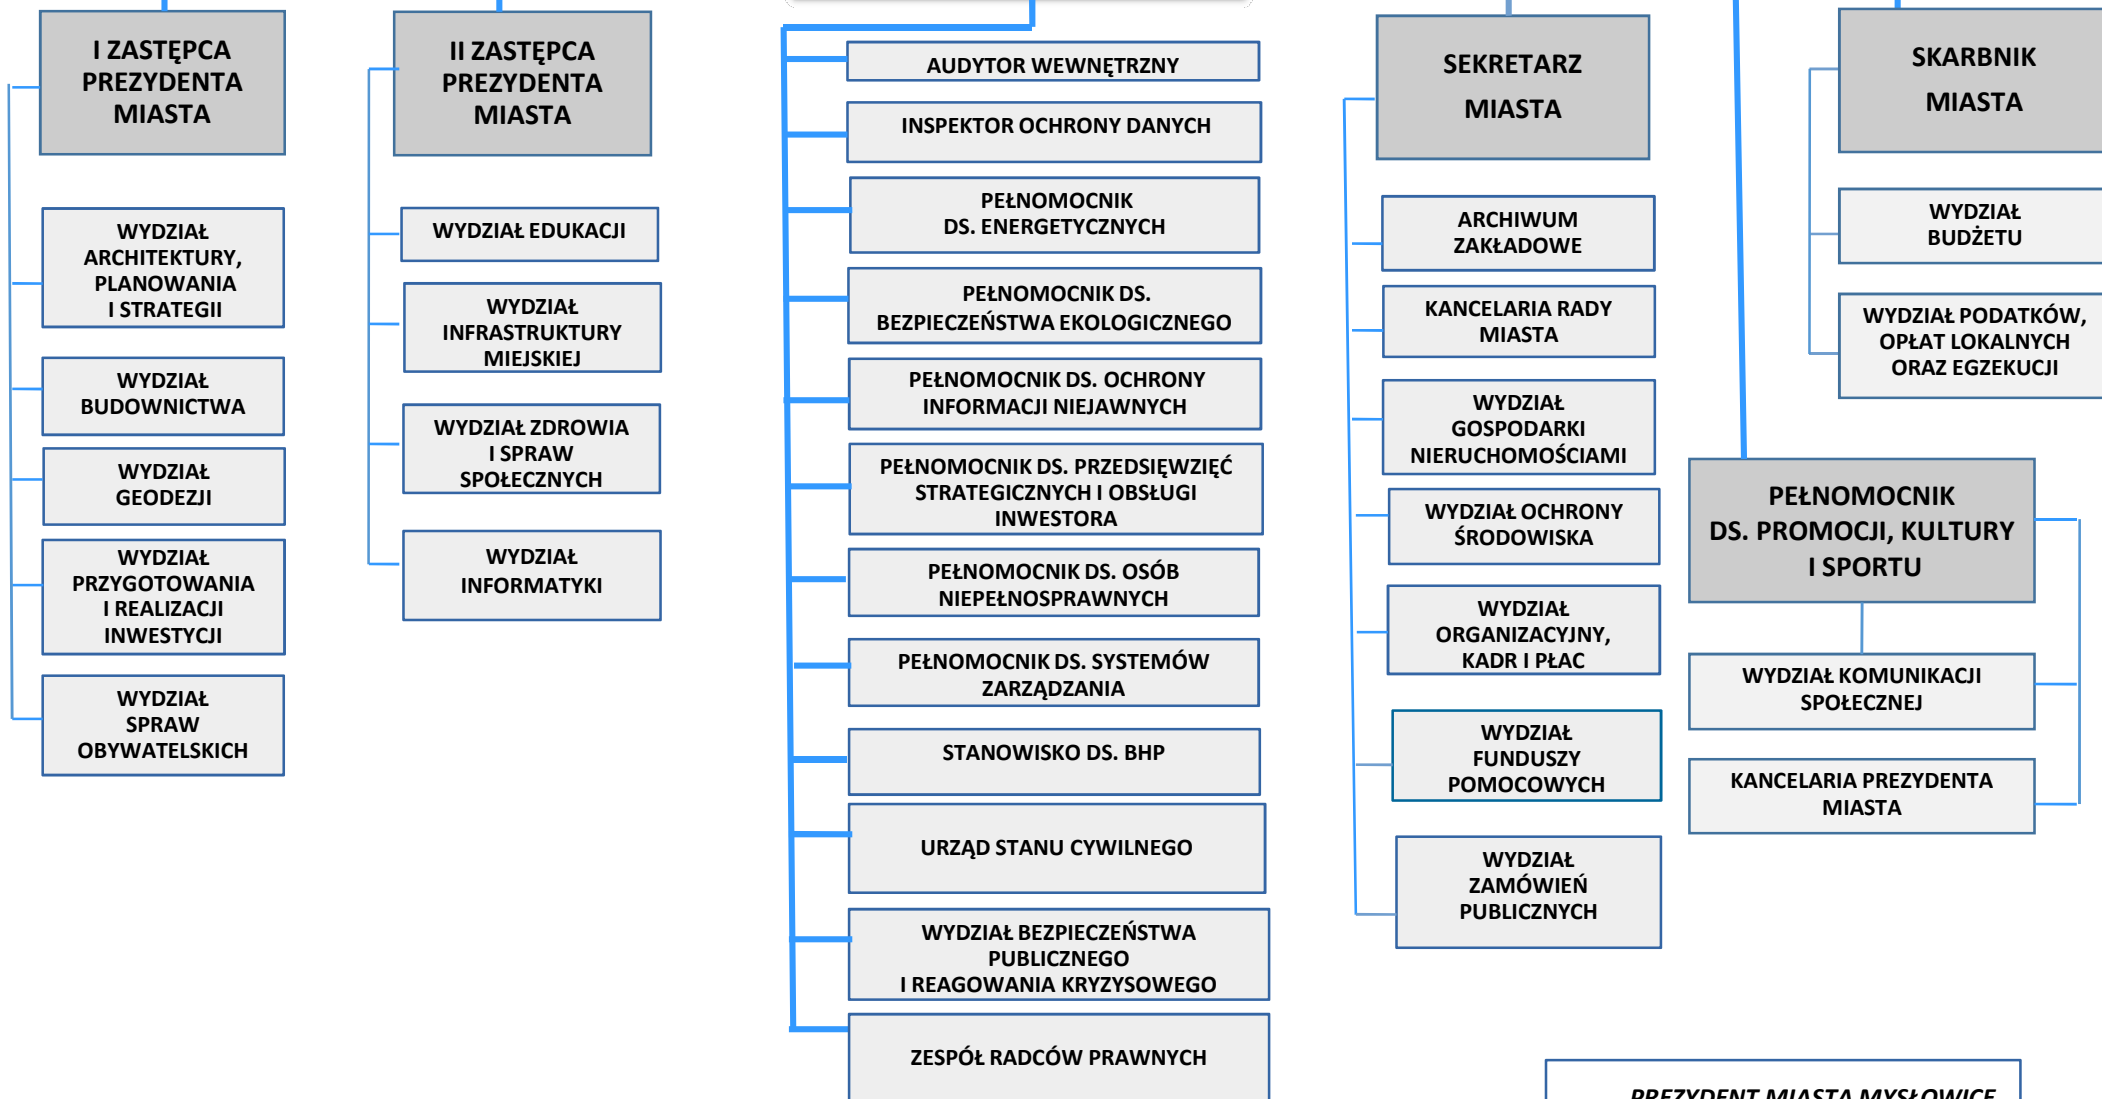 I ZASTĘPCA
PREZYDENTA
MIASTA
WYDZIAŁ
ARCHITEKTURY,
PLANOWANIA
I STRATEGII
WYDZIAŁ
BUDOWNICTWA
WYDZIAŁ
GEODEZJI
WYDZIAŁ
PRZYGOTOWANIA
I REALIZACJI
INWESTYCJI
WYDZIAŁ
SPRAW
OBYWATELSKICH
II ZASTĘPCA
PREZYDENTA
MIASTA
WYDZIAŁ EDUKACJI
WYDZIAŁ
INFRASTRUKTURY
MIEJSKIEJ
WYDZIAŁ ZDROWIA
I SPRAW
SPOŁECZNYCH
WYDZIAŁ
INFORMATYKI
AUDYTOR WEWNĘTRZNY
INSPEKTOR OCHRONY DANYCH
PEŁNOMOCNIK
DS. ENERGETYCZNYCH
PEŁNOMOCNIK DS.
BEZPIECZEŃSTWA EKOLOGICZNEGO
PEŁNOMOCNIK DS. OCHRONY
INFORMACJI NIEJAWNYCH
PEŁNOMOCNIK DS. PRZEDSIĘWZIĘĆ
STRATEGICZNYCH I OBSŁUGI
INWESTORA
PEŁNOMOCNIK DS. OSÓB
NIEPEŁNOSPRAWNYCH
PEŁNOMOCNIK DS. SYSTEMÓW
ZARZĄDZANIA
STANOWISKO DS. BHP
URZĄD STANU CYWILNEGO
WYDZIAŁ BEZPIECZEŃSTWA
PUBLICZNEGO
I REAGOWANIA KRYZYSOWEGO
ZESPÓŁ RADCÓW PRAWNYCH
SEKRETARZ
MIASTA
ARCHIWUM
ZAKŁADOWE
KANCELARIA RADY
MIASTA
WYDZIAŁ
GOSPODARKI
NIERUCHOMOŚCIAMI
WYDZIAŁ OCHRONY
ŚRODOWISKA
WYDZIAŁ
ORGANIZACYJNY,
KADR I PŁAC
WYDZIAŁ
FUNDUSZY
POMOCOWYCH
WYDZIAŁ
ZAMÓWIEŃ
PUBLICZNYCH
SKARBNIK
MIASTA
WYDZIAŁ
BUDŻETU
WYDZIAŁ PODATKÓW,
OPŁAT LOKALNYCH
ORAZ EGZEKUCJI
PEŁNOMOCNIK
DS. PROMOCJI, KULTURY
I SPORTU
WYDZIAŁ KOMUNIKACJI
SPOŁECZNEJ
KANCELARIA PREZYDENTA
MIASTA
PREZYDENT MIASTA MYSŁOWICE